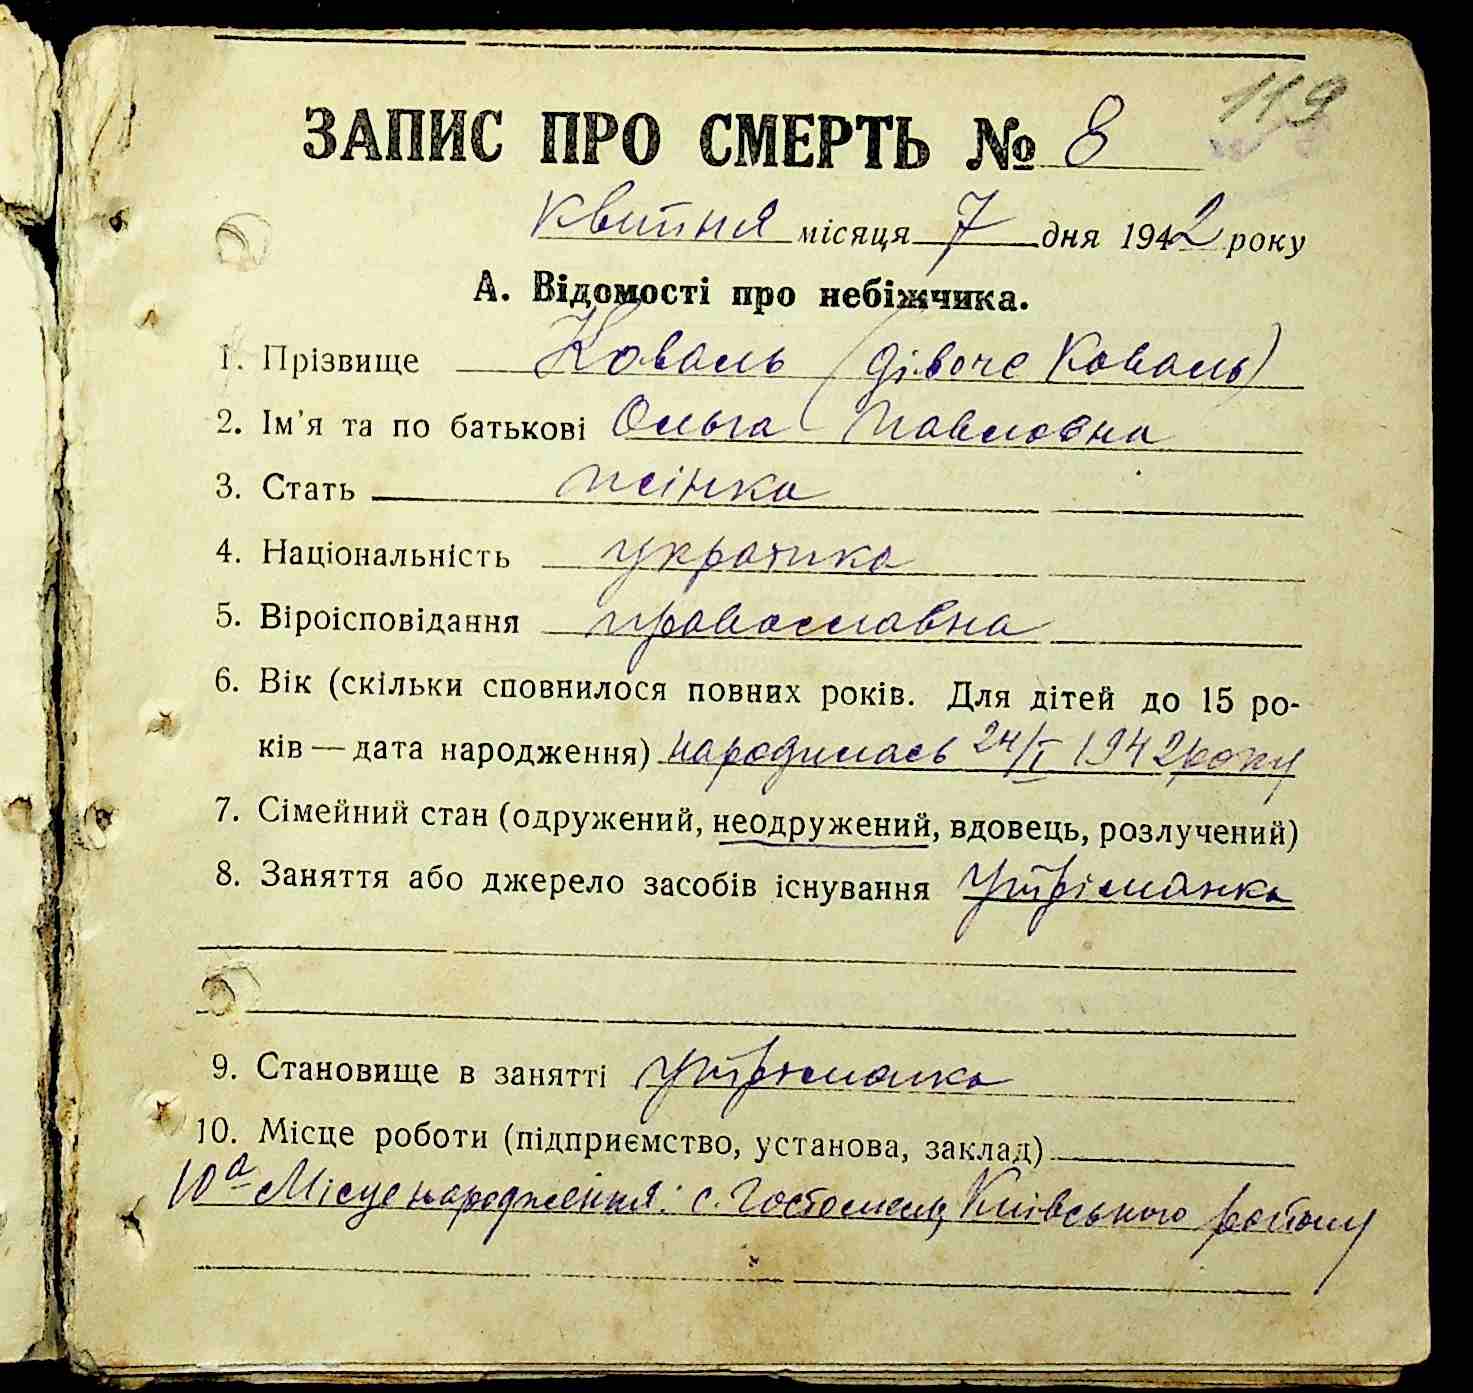 119
ЗАПИС ПРО СМЕРТЬ № 8
Квітня місяця 7 дня 1942 року
А. Відомості про небіжчика.
1. Прізвище Коваль (дівоче Коваль)
2. Ім'я та по батькові Ольга Павловна
3. Стать жінка
4. Національність українка
5. Віроісповідання православна
6. Вік (скільки сповнилося повних років. Для дітей до 15 ро-
ків — дата народження) народилась 24/I 1942 року
7. Сімейний стан (одружений, неодружений, вдовець, розлучений)
8. Заняття або джерело засобів існування Утріманка
9. Становище в занятті утріманка
10. Місце роботи (підприємство, установа, заклад)
10а Місце народження: с. Гостомель, Київського району